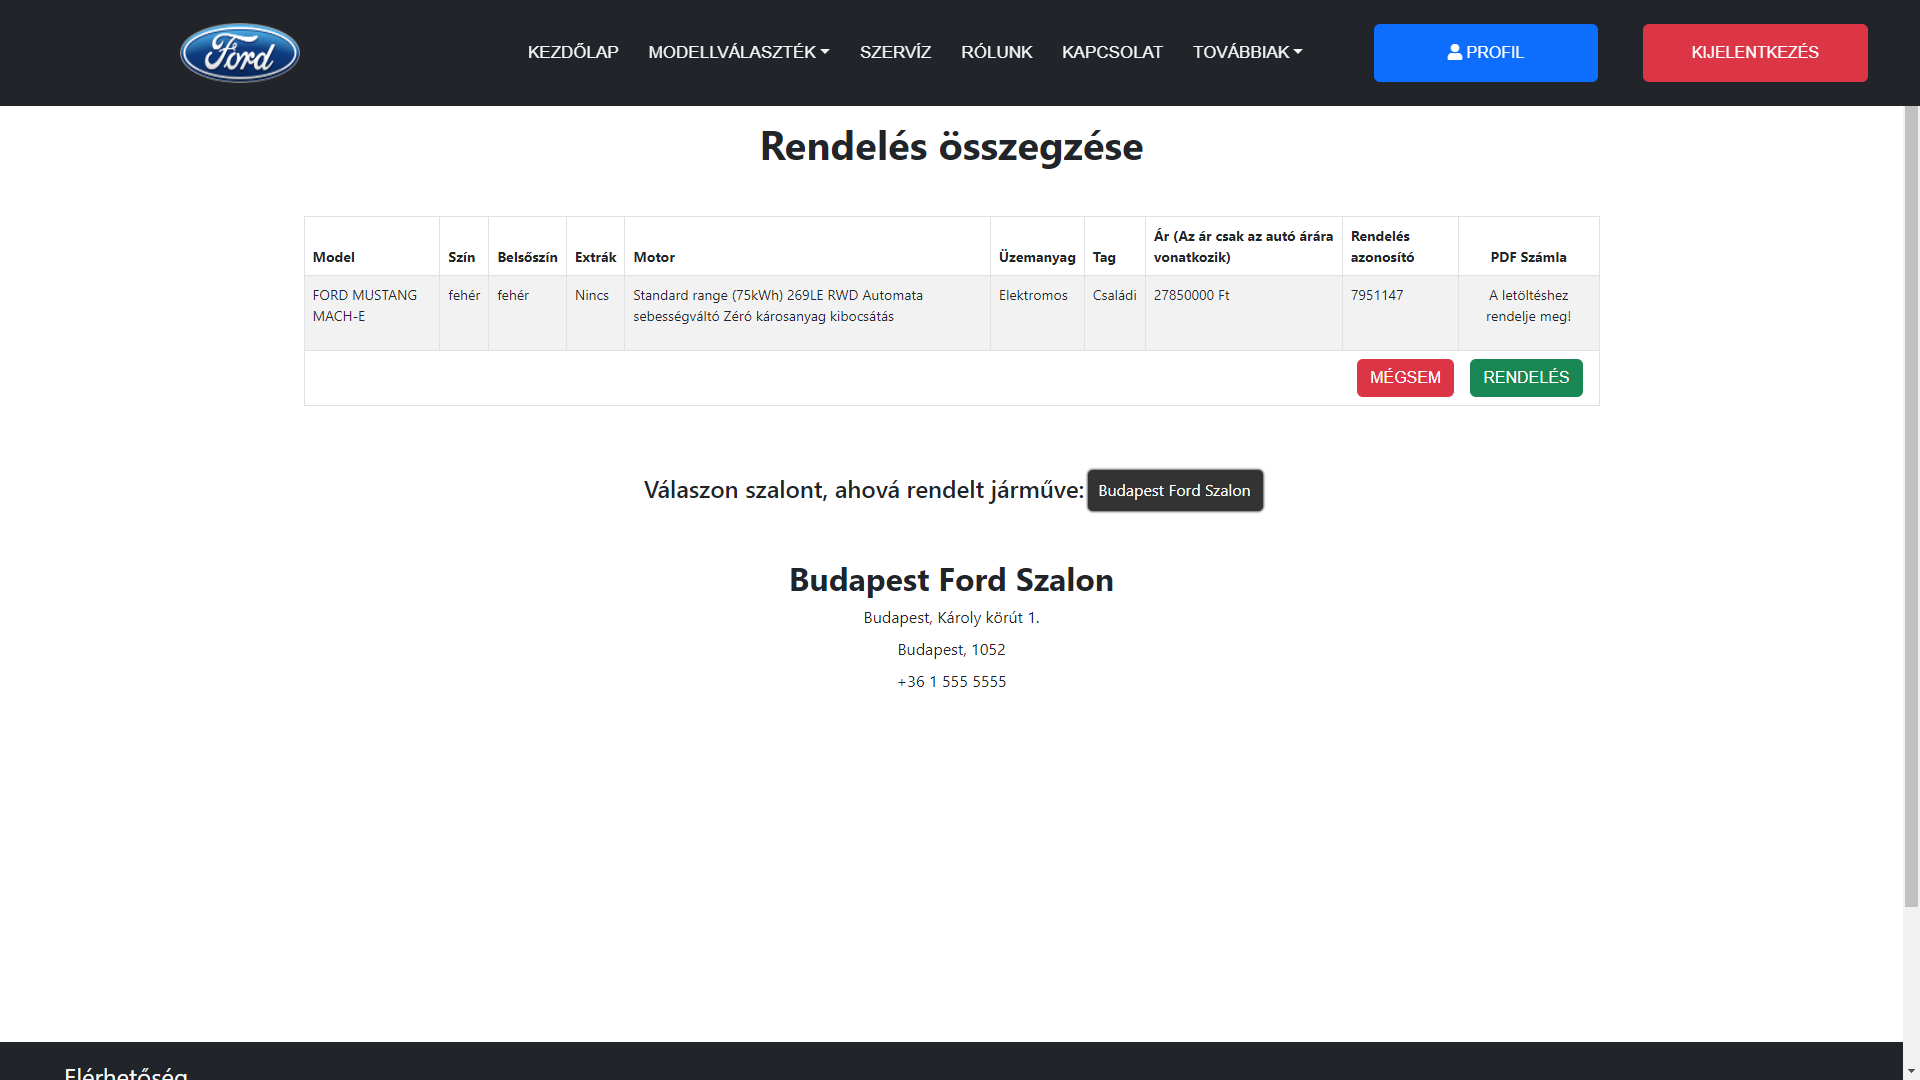 Ford
KEZDŐLAP
MODELLVÁLASZTÉK
SZERVÍZ
RÓLUNK
KAPCSOLAT
TOVÁBBIAK
PROFIL
KIJELENTKEZÉS
Rendelés összegzése
Model
Szín
Belsőszín
Extrák
Motor
Üzemanyag
Tag
Ár (Az ár csak az autó árára
vonatkozik)
Rendelés
azonosító
PDF Számla
FORD MUSTANG
MACH-E
fehér
fehér
Nincs
Standard range (75kWh) 269LE RWD Automata
sebességváltó Zéró károsanyag kibocsátás
Elektromos
Családi
27850000 Ft
7951147
A letöltéshez
rendelje meg!
MÉGSEM
RENDELÉS
Válaszon szalont, ahová rendelt járműve:
Budapest Ford Szalon
Budapest Ford Szalon
Budapest, Károly körút 1.
Budapest, 1052
+36 1 555 5555
Elérhetőség